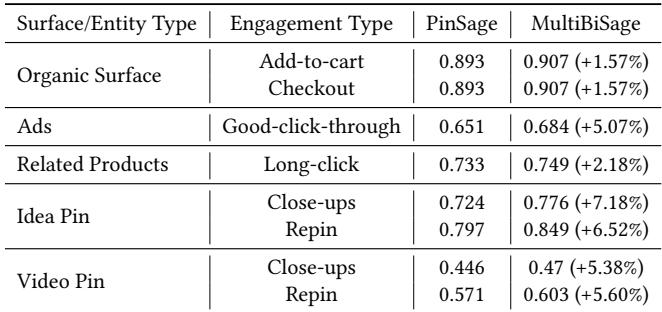 Surface/Entity Type Engagement Type PinSage MultiBiSage
Organic Surface Add-to-cart 0.893 0.907 (+1.57%)
Checkout 0.893 0.907 (+1.57%)
Ads Good-click-through 0.651 0.684 (+5.07%)
Related Products Long-click 0.733 0.749 (+2.18%)
Idea Pin Close-ups 0.724 0.776 (+7.18%)
Repin 0.797 0.849 (+6.52%)
Video Pin Close-ups 0.446 0.47 (+5.38%)
Repin 0.571 0.603 (+5.60%)